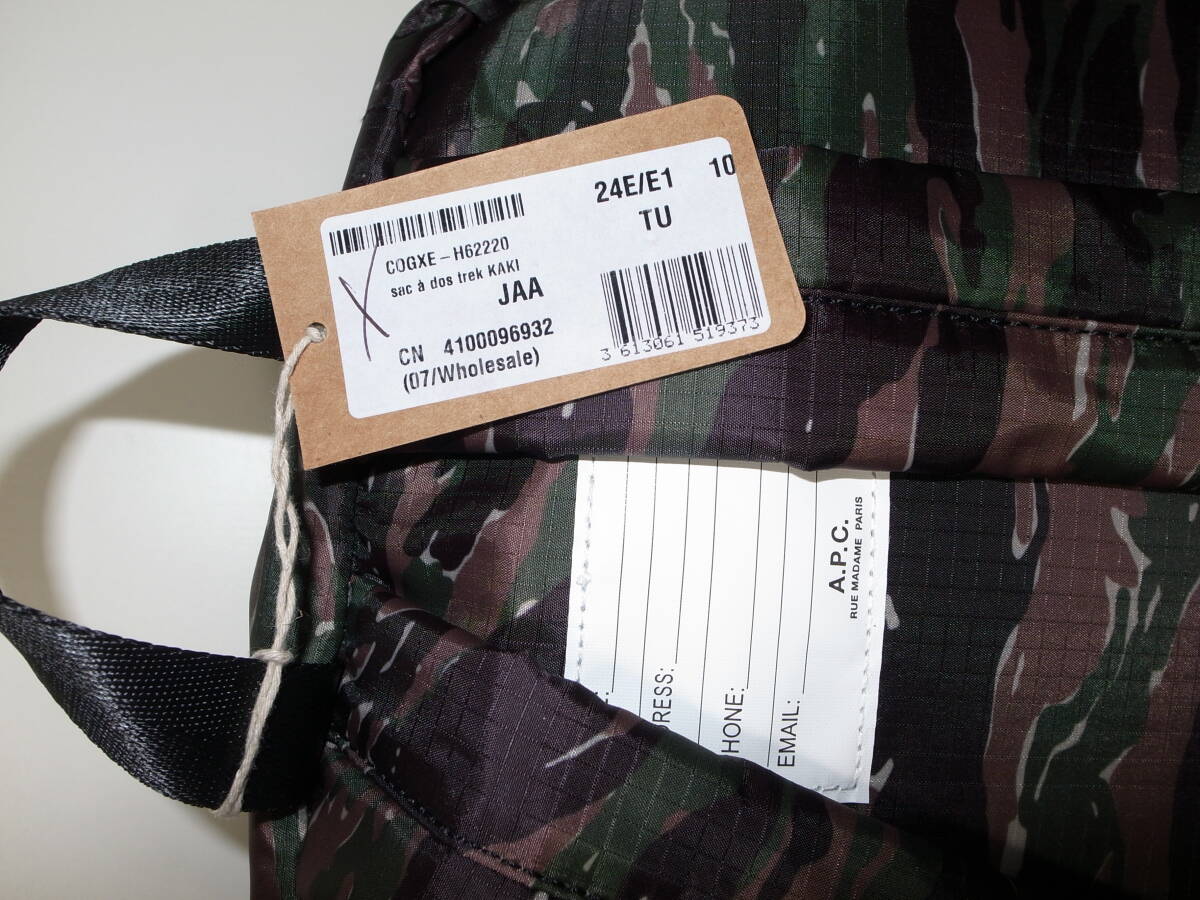 24E/E1 10
TU
COGXE - H62220
sac à dos trek KAKI
JAA
CN 4100096932
(07/Wholesale)
3 613061 519373
A.P.C.
RUE MADAME PARIS
RESS:
HONE:
EMAIL: